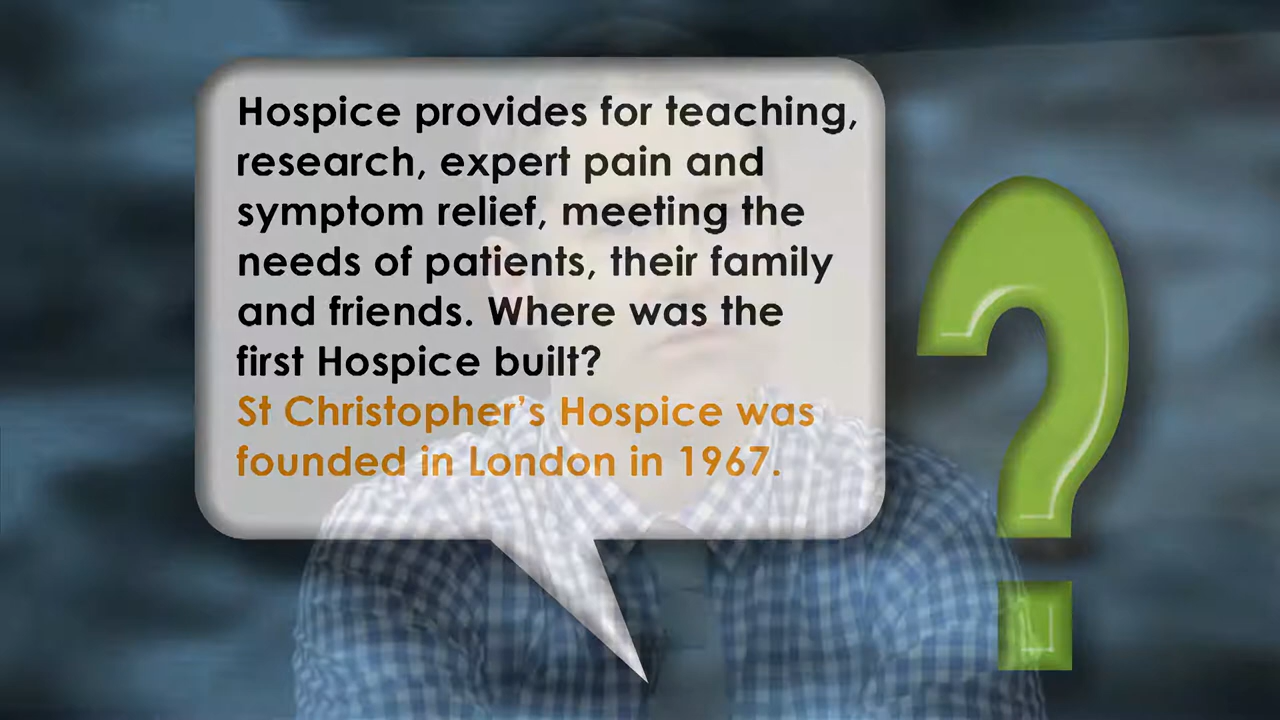 Hospice provides for teaching,
research, expert pain and
symptom relief, meeting the
needs of patients, their family
and friends. Where was the
first Hospice built?
St Christopher’s Hospice was
founded in London in 1967.
?